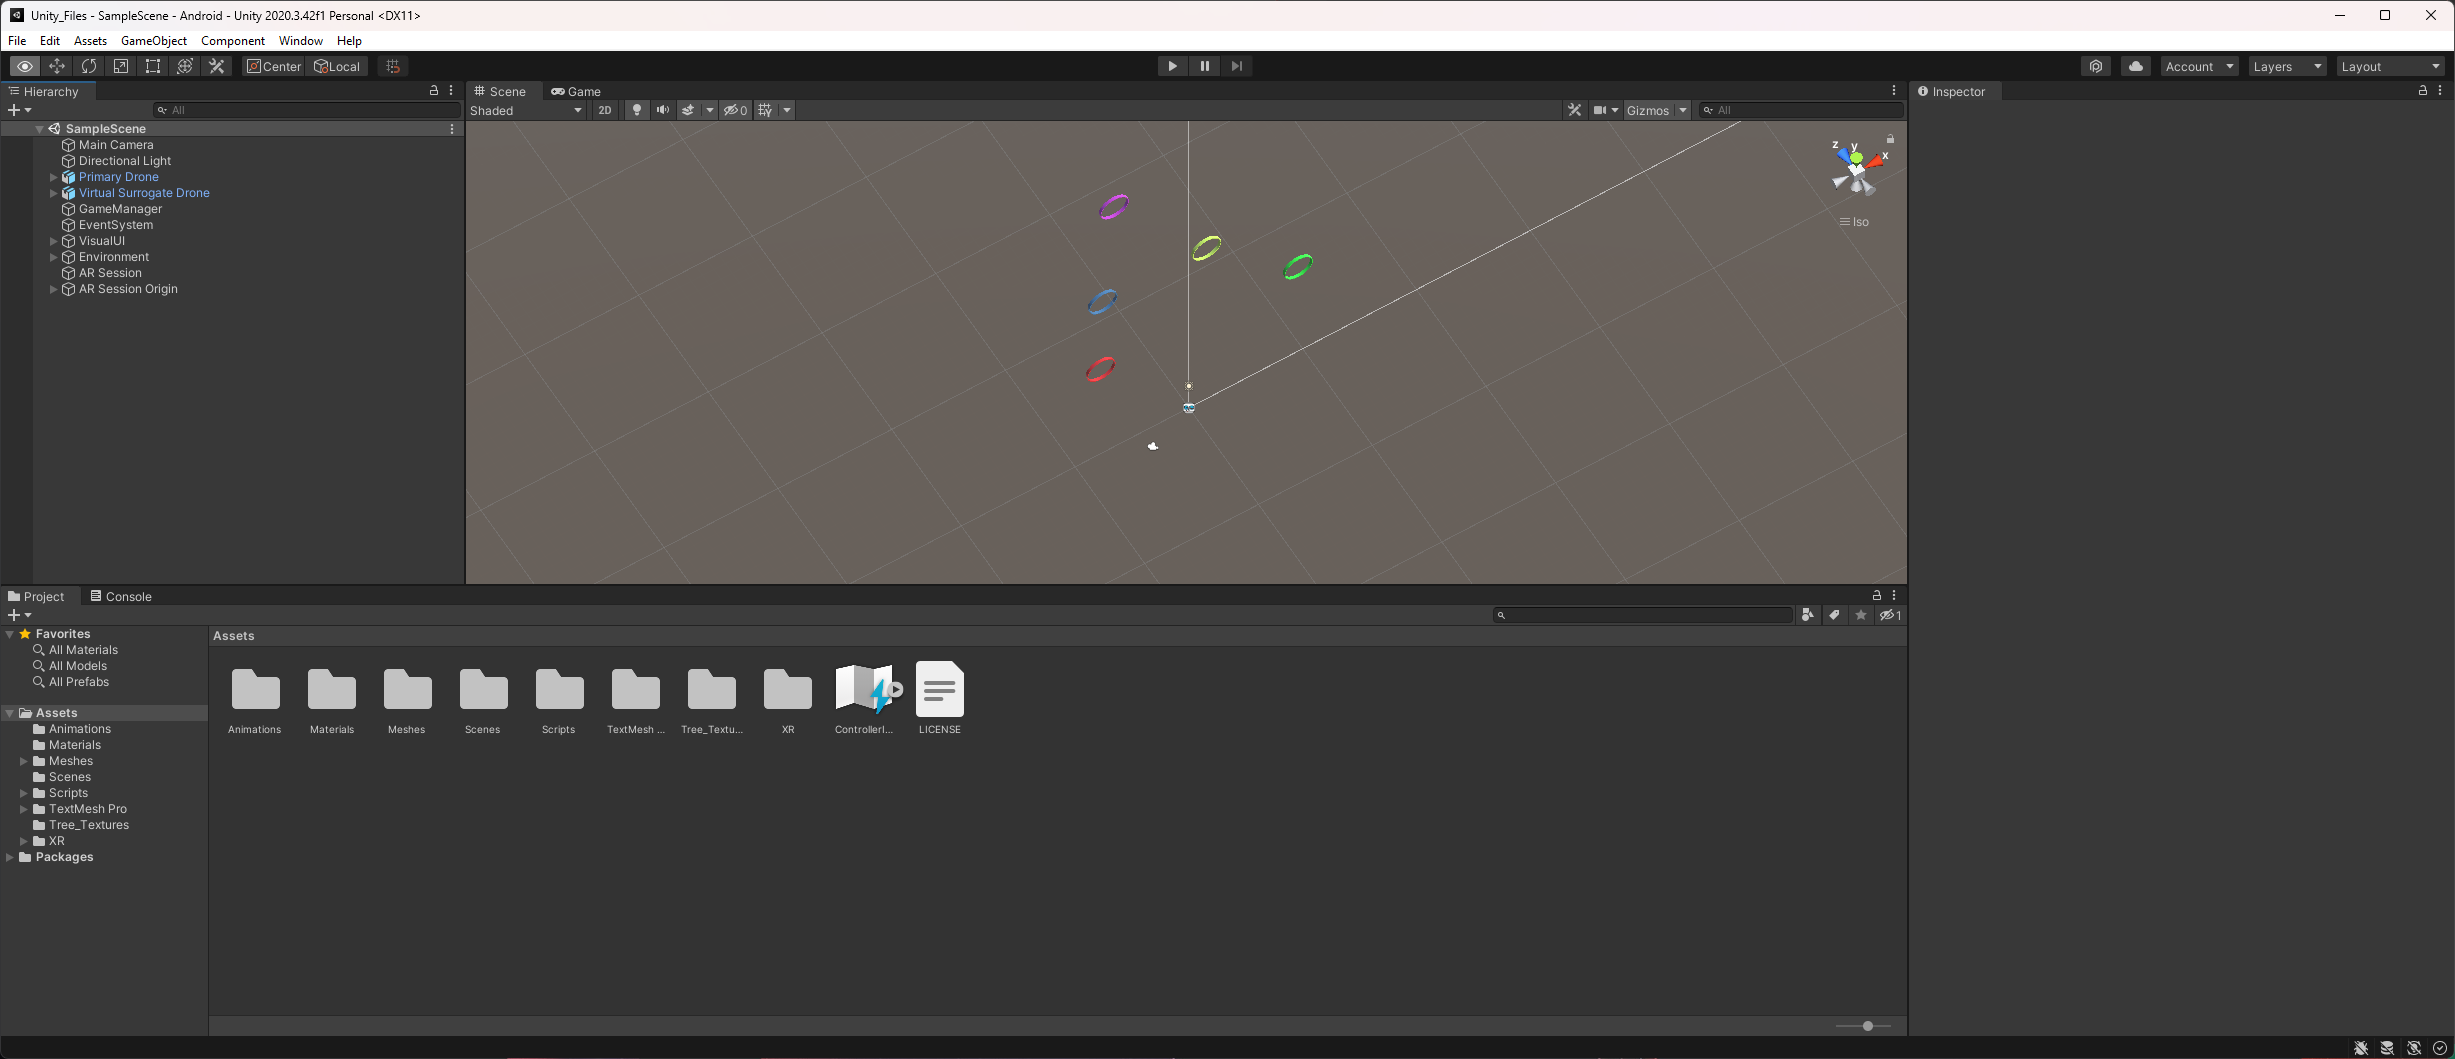 Unity_Files - SampleScene - Android - Unity 2020.3.42f1 Personal <DX11>
File Edit Assets GameObject Component Window Help
Center Local Account Layers Layout
Hierarchy
All
SampleScene
Main Camera
Directional Light
Primary Drone
Virtual Surrogate Drone
GameManager
EventSystem
VisualUI
Environment
AR Session
AR Session Origin
Scene Game
Shaded 2D 0 Gizmos All
z y x
Iso
Inspector
Project Console
1
Favorites
All Materials
All Models
All Prefabs
Assets
Animations
Materials
Meshes
Scenes
Scripts
TextMesh Pro
Tree_Textures
XR
Packages
Assets
Animations Materials Meshes Scenes Scripts TextMesh ... Tree_Textu... XR ControllerI... LICENSE